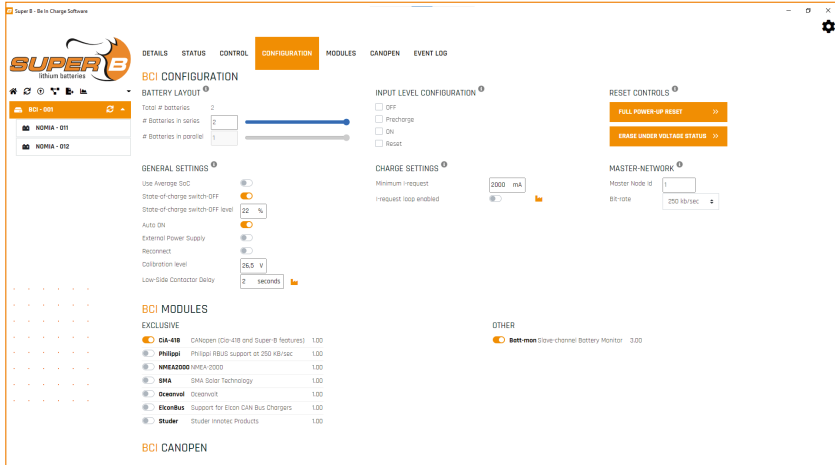 Super B - Be In Charge Software
SUPER B
lithium batteries
DETAILS STATUS CONTROL CONFIGURATION MODULES CANOPEN EVENT LOG
BCI - 001
NOMIA - 011
NOMIA - 012
BCI CONFIGURATION
BATTERY LAYOUT
Total # batteries 2
# Batteries in series 2
# Batteries in parallel 1
INPUT LEVEL CONFIGURATION
OFF
Precharge
ON
Reset
RESET CONTROLS
FULL POWER-UP RESET >>
ERASE UNDER VOLTAGE STATUS >>
GENERAL SETTINGS
Use Average SoC
State-of-charge switch-OFF
State-of-charge switch-OFF level 22 %
Auto ON
External Power Supply
Reconnect
Calibration level 26,5 V
Low-Side Contactor Delay 2 seconds
CHARGE SETTINGS
Minimum I-request 2000 mA
I-request loop enabled
MASTER-NETWORK
Master Node Id 1
Bit-rate 250 kb/sec
BCI MODULES
EXCLUSIVE
CiA-418 CANopen (Cia-418 and Super-B features) 1.00
Philippi Philippi RBUS support at 250 KB/sec 1.00
NMEA2000 NMEA-2000 1.00
SMA SMA Solar Technology 1.00
Oceanvol Oceanvolt 1.00
ElconBus Support for Elcon CAN Bus Chargers 1.00
Studer Studer Innotec Products 1.00
OTHER
Batt-mon Slave-channel Battery Monitor 3.00
BCI CANOPEN